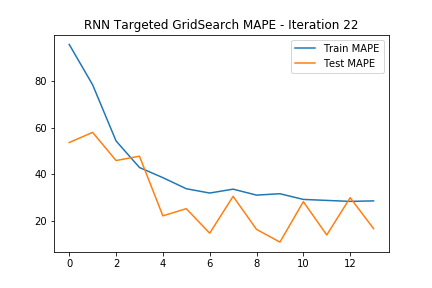 RNN Targeted GridSearch MAPE - Iteration 22
Train MAPE
Test MAPE
80
60
40
20
0 2 4 6 8 10 12